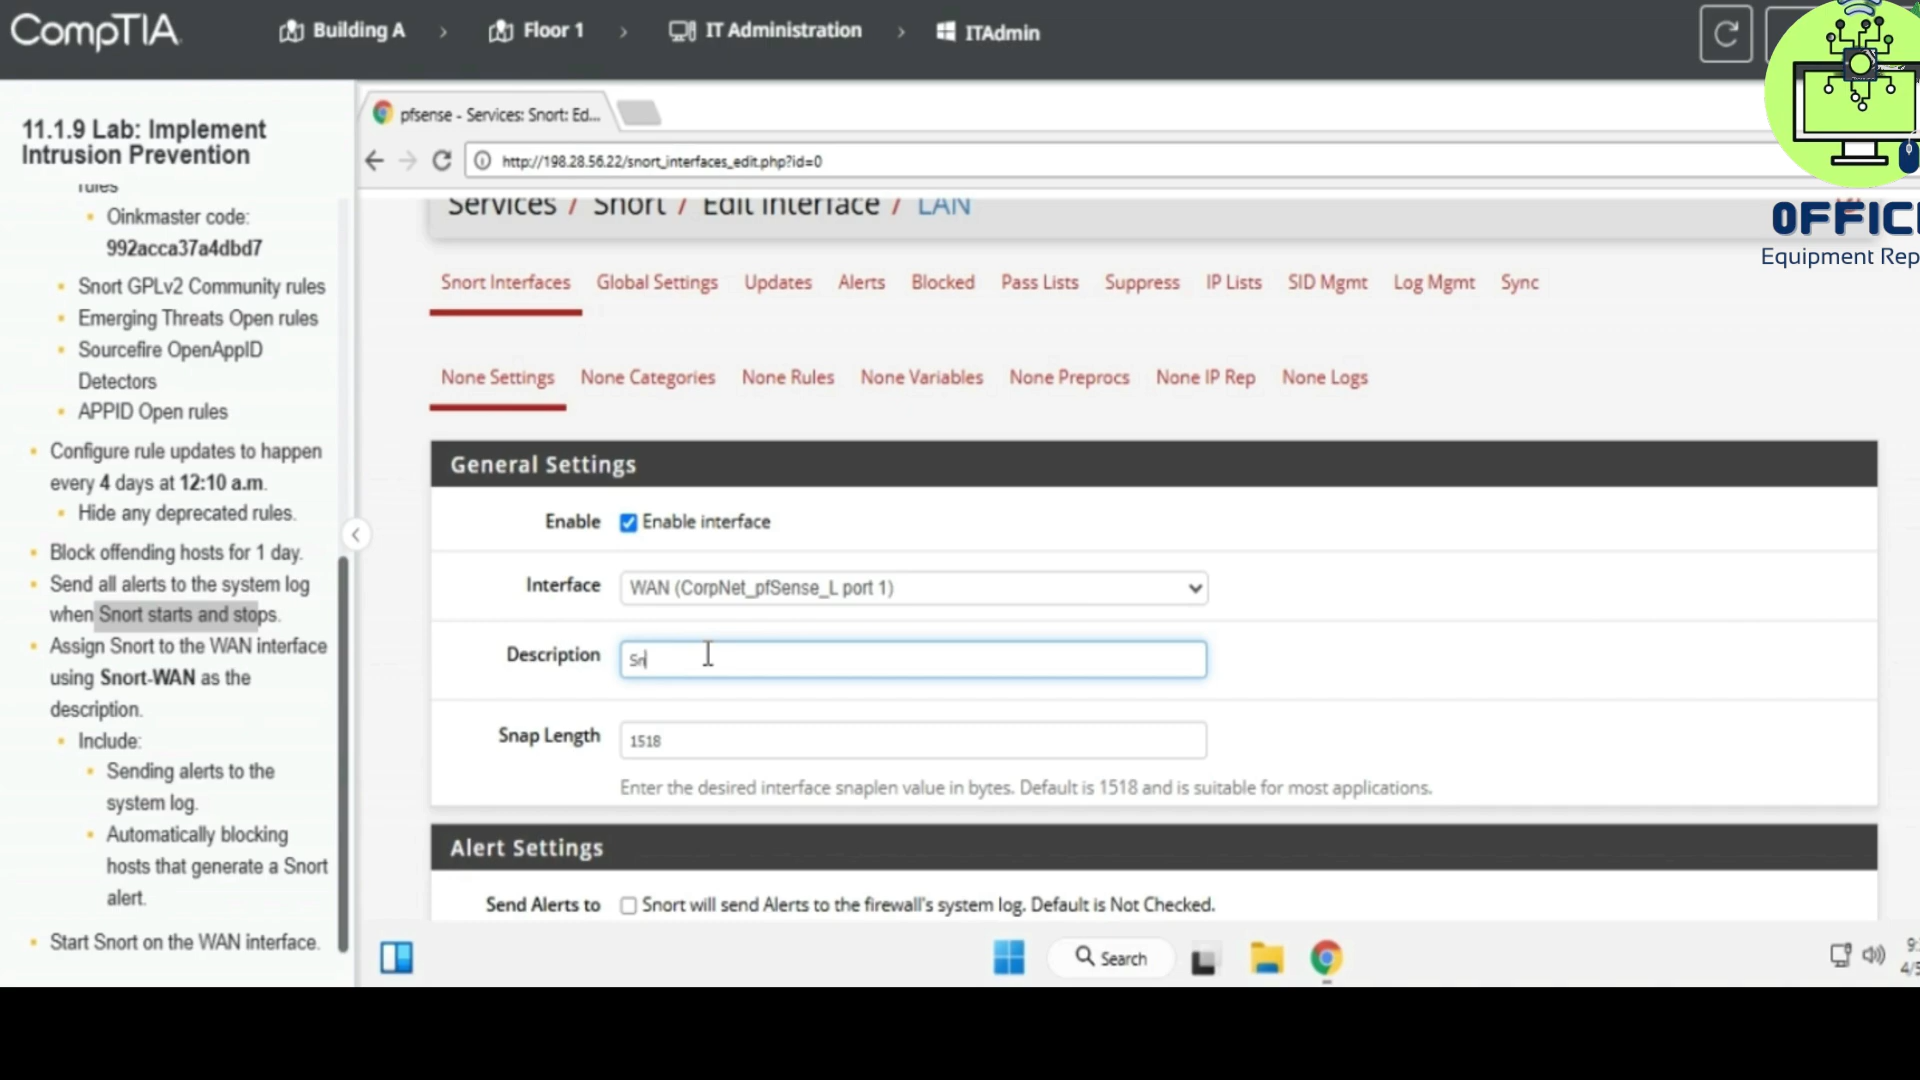 CompTIA
Building A > Floor 1 > IT Administration > ITAdmin
11.1.9 Lab: Implement
Intrusion Prevention
rules
Oinkmaster code:
992acca37a4dbd7
Snort GPLv2 Community rules
Emerging Threats Open rules
Sourcefire OpenAppID
Detectors
APPID Open rules
Configure rule updates to happen
every 4 days at 12:10 a.m.
Hide any deprecated rules.
Block offending hosts for 1 day.
Send all alerts to the system log
when Snort starts and stops.
Assign Snort to the WAN interface
using Snort-WAN as the
description.
Include:
Sending alerts to the
system log.
Automatically blocking
hosts that generate a Snort
alert.
Start Snort on the WAN interface.
pfsense - Services: Snort: Ed...
http://198.28.56.22/snort_interfaces_edit.php?id=0
OFFIC
Equipment Rep
Services / Snort / Edit Interface / LAN
Snort Interfaces Global Settings Updates Alerts Blocked Pass Lists Suppress IP Lists SID Mgmt Log Mgmt Sync
None Settings None Categories None Rules None Variables None Preprocs None IP Rep None Logs
General Settings
Enable Enable interface
Interface WAN (CorpNet_pfSense_L port 1)
Description Sn
Snap Length 1518
Enter the desired interface snaplen value in bytes. Default is 1518 and is suitable for most applications.
Alert Settings
Send Alerts to Snort will send Alerts to the firewall's system log. Default is Not Checked.
Search
9:
4/5